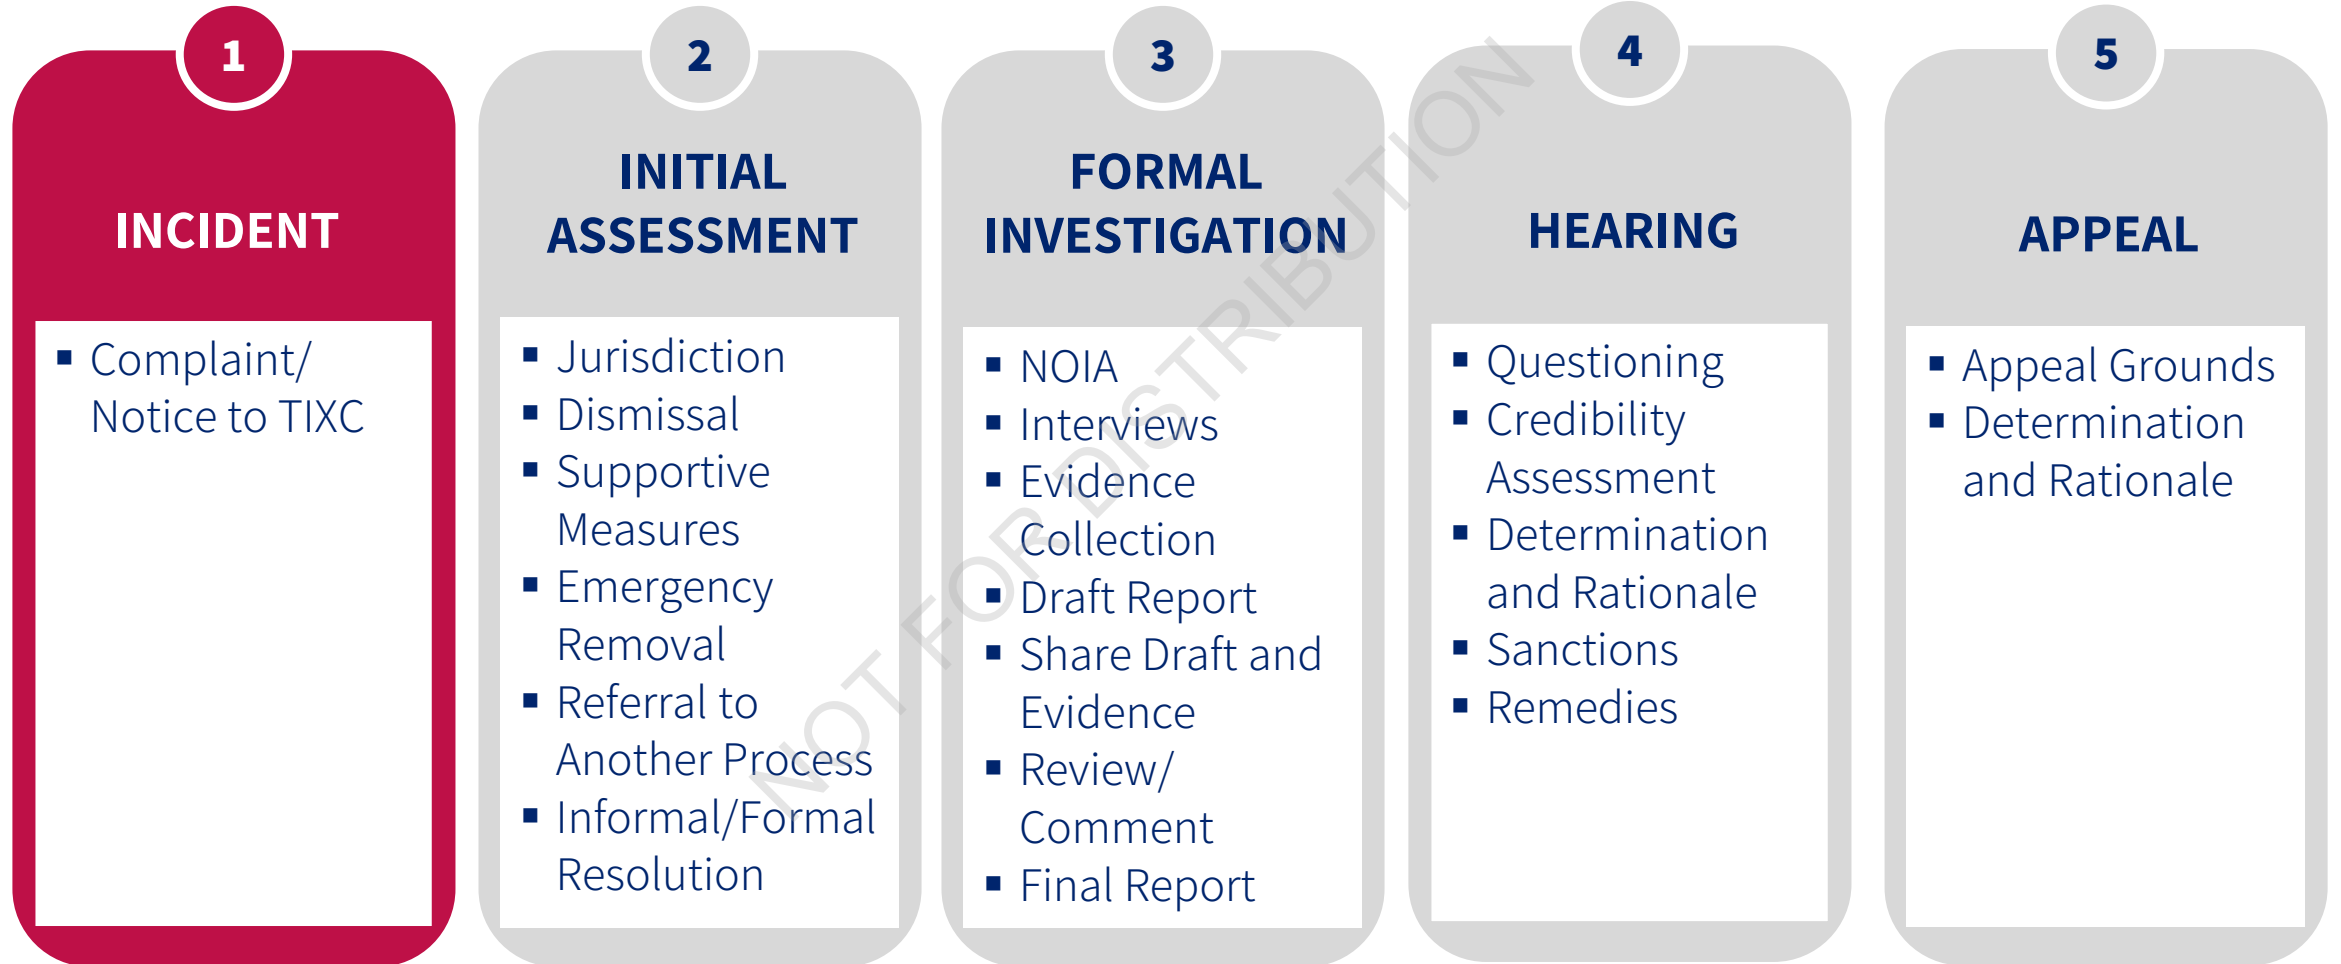 1
INCIDENT
▪ Complaint/
Notice to TIXC
2
INITIAL
ASSESSMENT
▪ Jurisdiction
▪ Dismissal
▪ Supportive
Measures
▪ Emergency
Removal
▪ Referral to
Another Process
▪ Informal/Formal
Resolution
3
FORMAL
INVESTIGATION
▪ NOIA
▪ Interviews
▪ Evidence
Collection
▪ Draft Report
▪ Share Draft and
Evidence
▪ Review/
Comment
▪ Final Report
4
HEARING
▪ Questioning
▪ Credibility
Assessment
▪ Determination
and Rationale
▪ Sanctions
▪ Remedies
5
APPEAL
▪ Appeal Grounds
▪ Determination
and Rationale
NOT FOR DISTRIBUTION